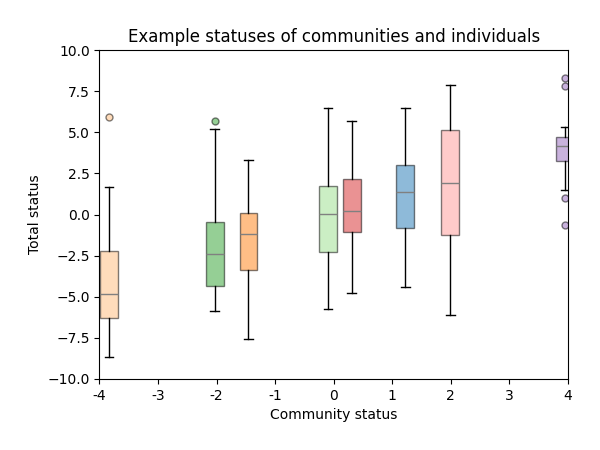 Example statuses of communities and individuals
10.0
7.5
5.0
2.5
0.0
−2.5
−5.0
−7.5
−10.0
Total status
-4 -3 -2 -1 0 1 2 3 4
Community status